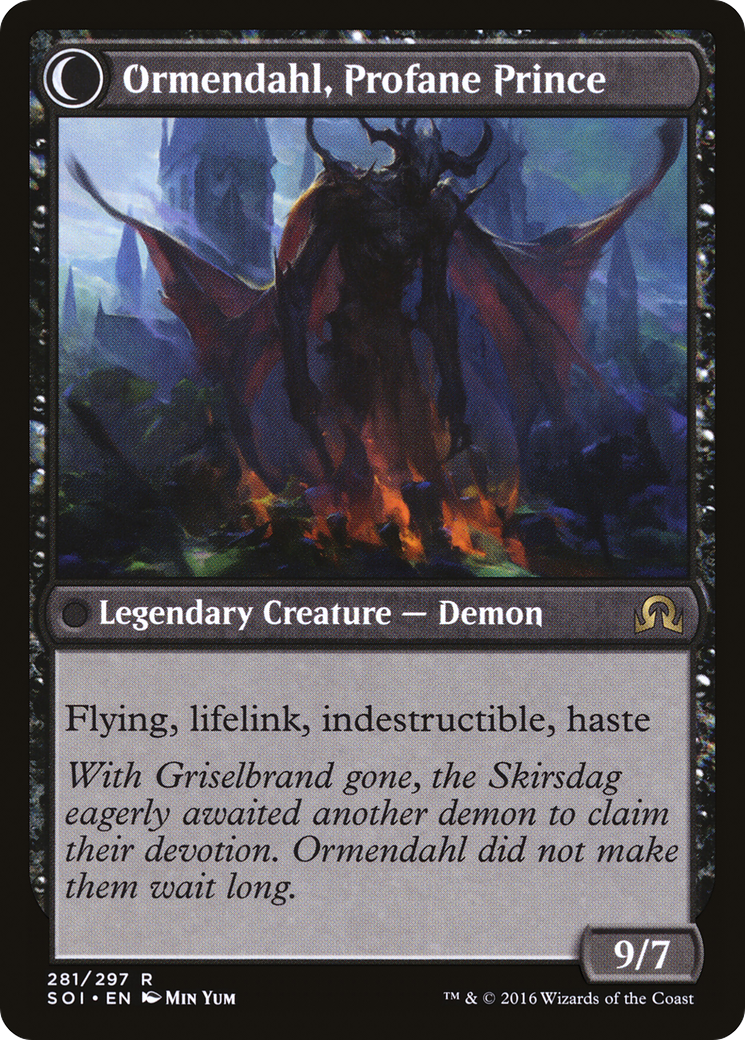 Ormendahl, Profane Prince
Legendary Creature — Demon
Flying, lifelink, indestructible, haste
With Griselbrand gone, the Skirsdag
eagerly awaited another demon to claim
their devotion. Ormendahl did not make
them wait long.
9/7
281/297 R
SOI • EN Min Yum
™ & © 2016 Wizards of the Coast